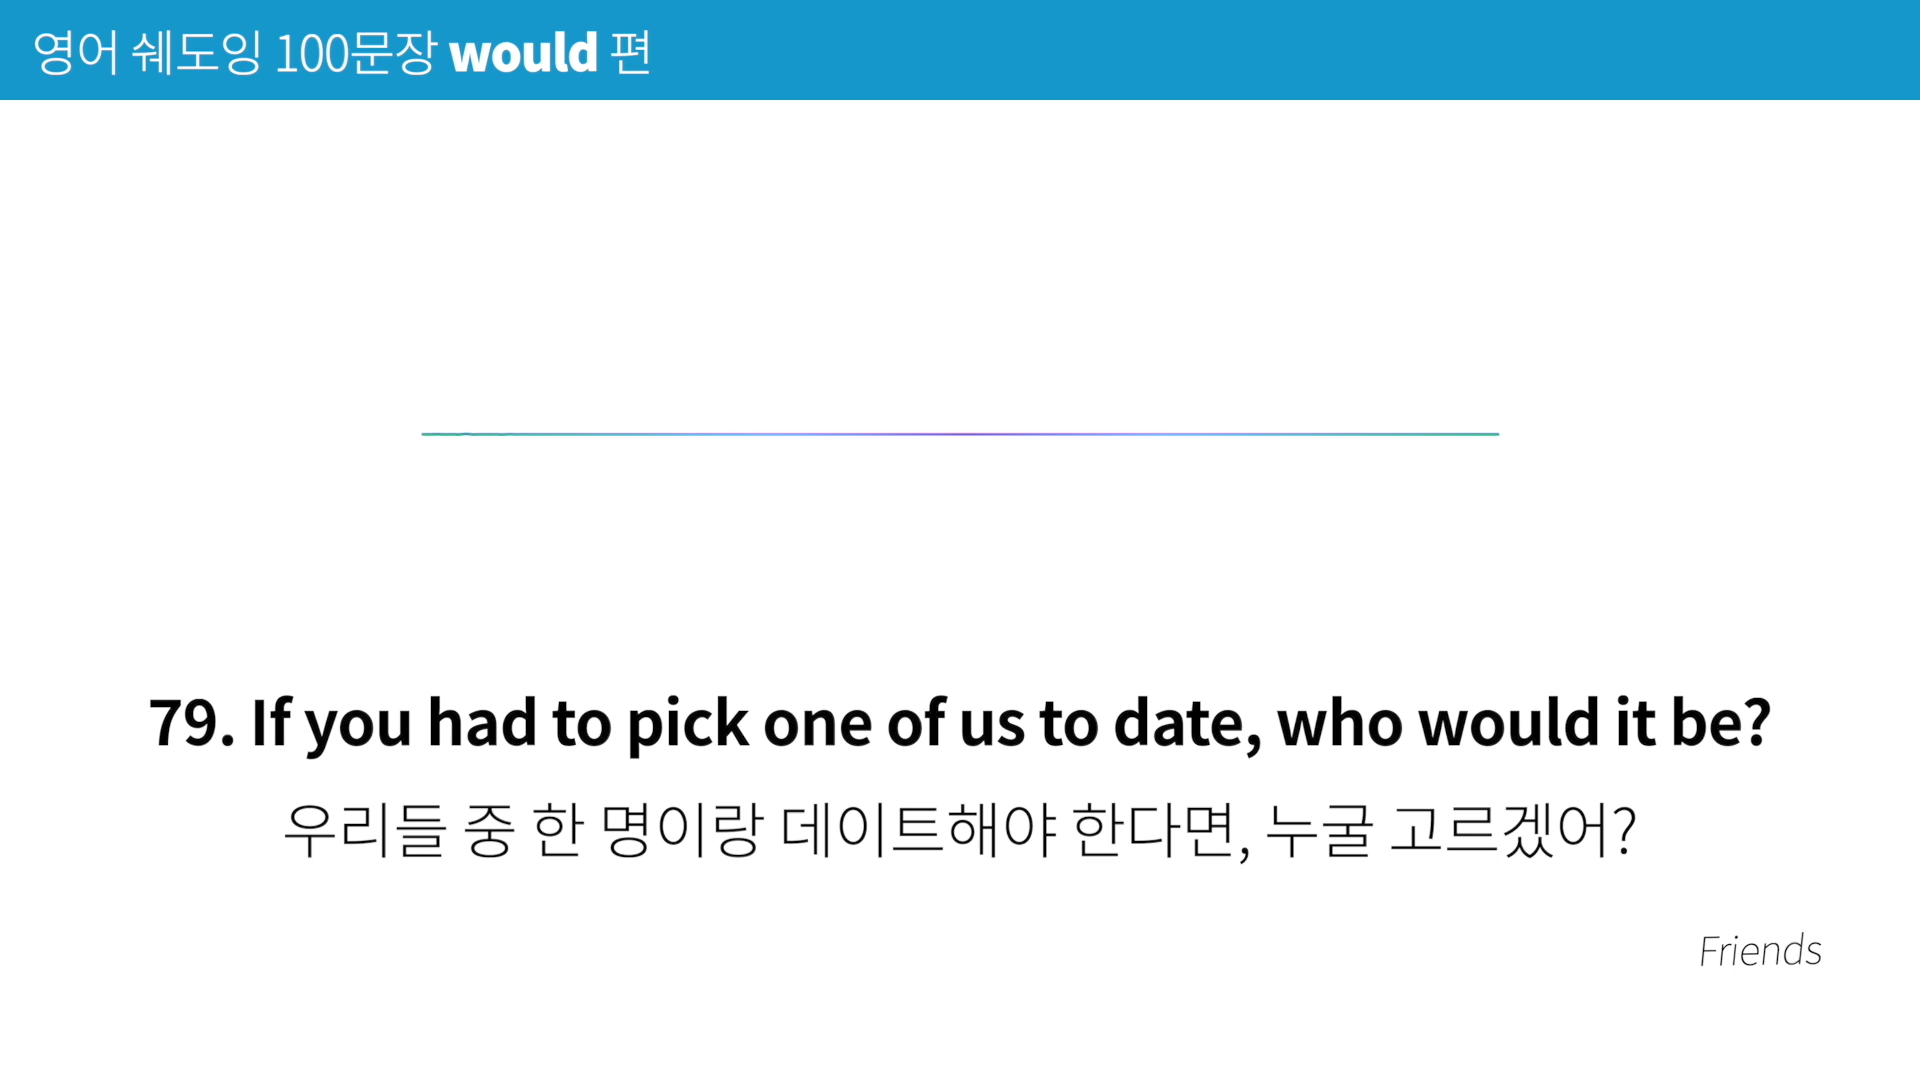 영어 쉐도잉 100문장 would 편
79. If you had to pick one of us to date, who would it be?
우리들 중 한 명이랑 데이트해야 한다면, 누굴 고르겠어?
Friends